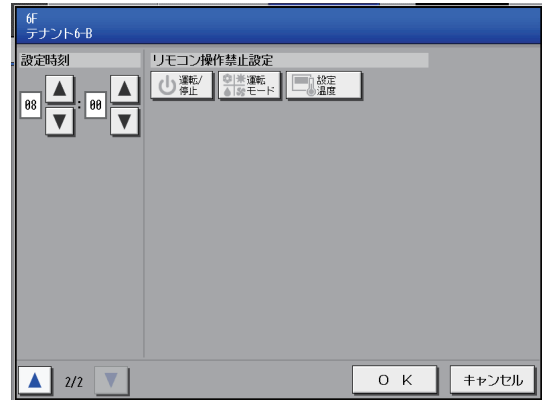 6F
テナント6-B
設定時刻
リモコン操作禁止設定
運転/
停止
運転
モード
設定
温度
08 : 00
2/2
O K
キャンセル